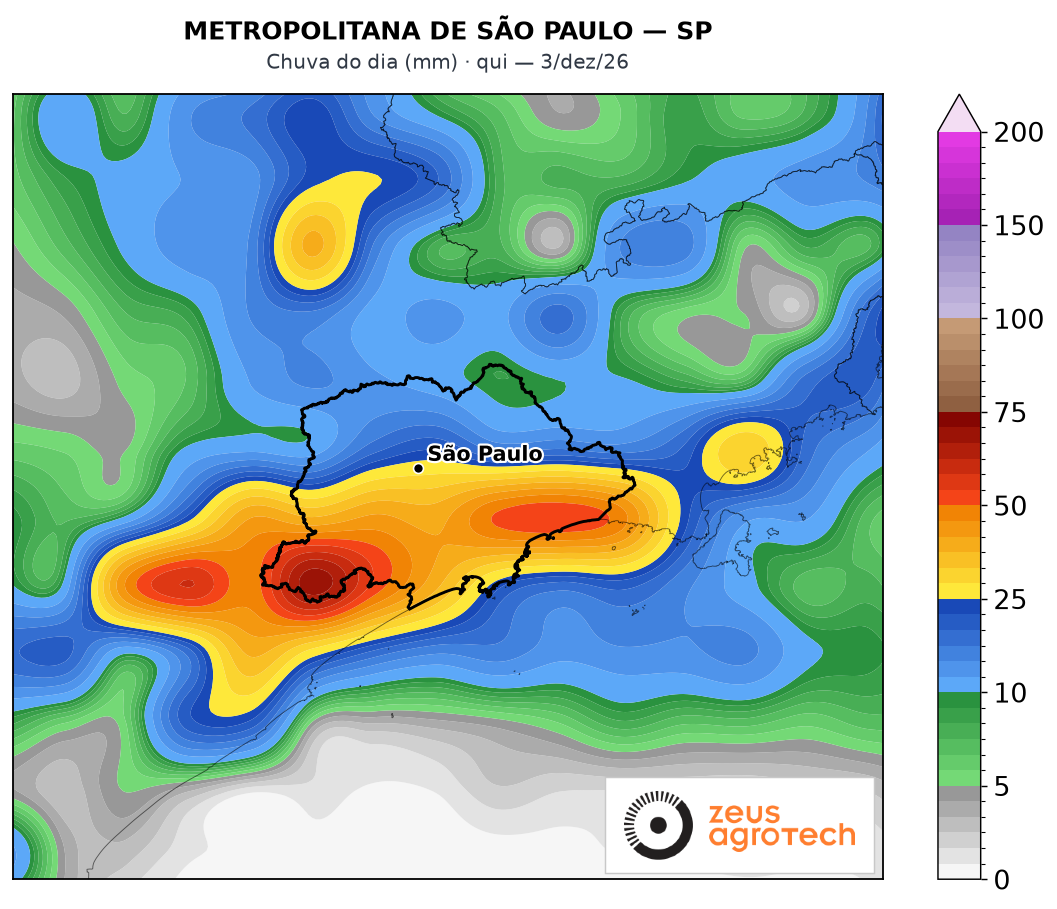 METROPOLITANA DE SÃO PAULO — SP
Chuva do dia (mm) · qui — 3/dez/26
200
150
100
75
50
25
10
5
0
São Paulo
zeus
agroтech